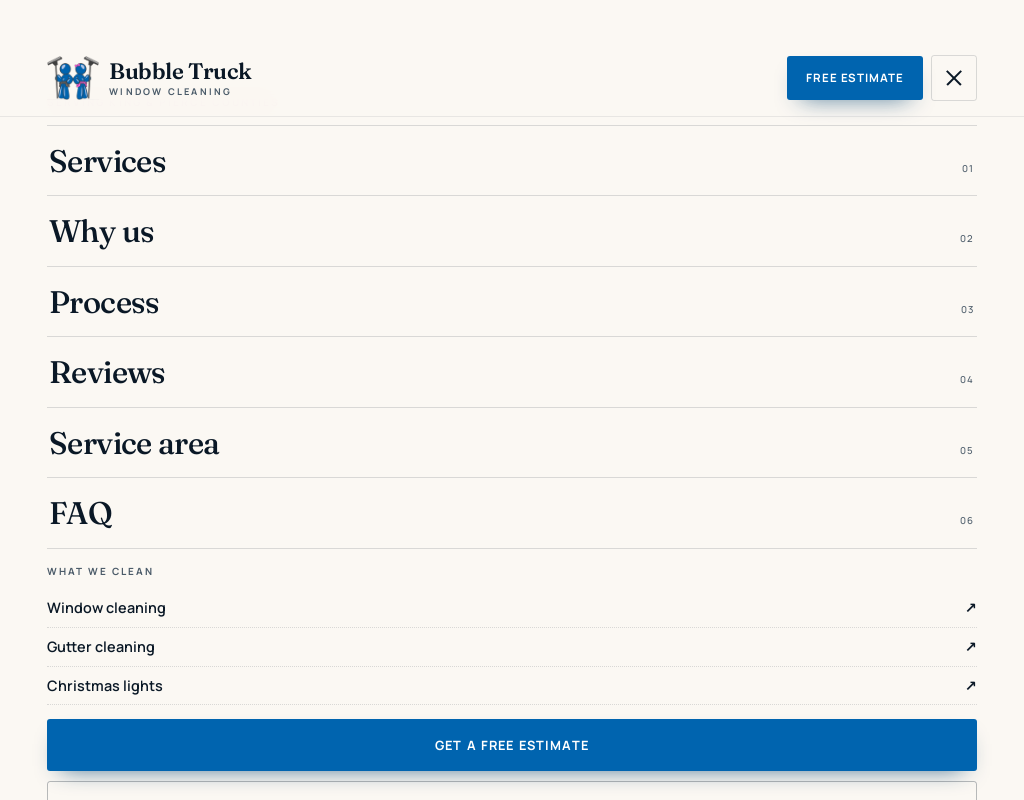 Bubble Truck
WINDOW CLEANING
FREE ESTIMATE
Services 01
Why us 02
Process 03
Reviews 04
Service area 05
FAQ 06
WHAT WE CLEAN
Window cleaning ↗
Gutter cleaning ↗
Christmas lights ↗
GET A FREE ESTIMATE